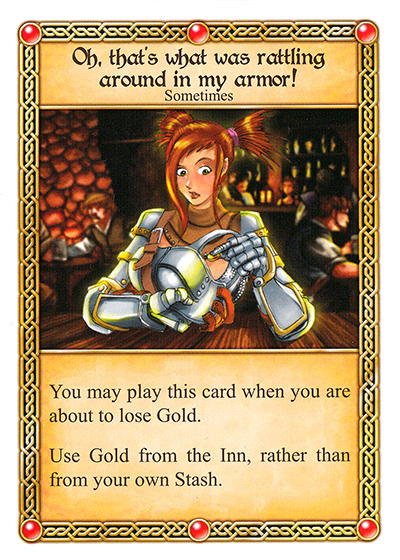 Oh, that's what was rattling
around in my armor!
Sometimes
You may play this card when you are
about to lose Gold.
Use Gold from the Inn, rather than
from your own Stash.